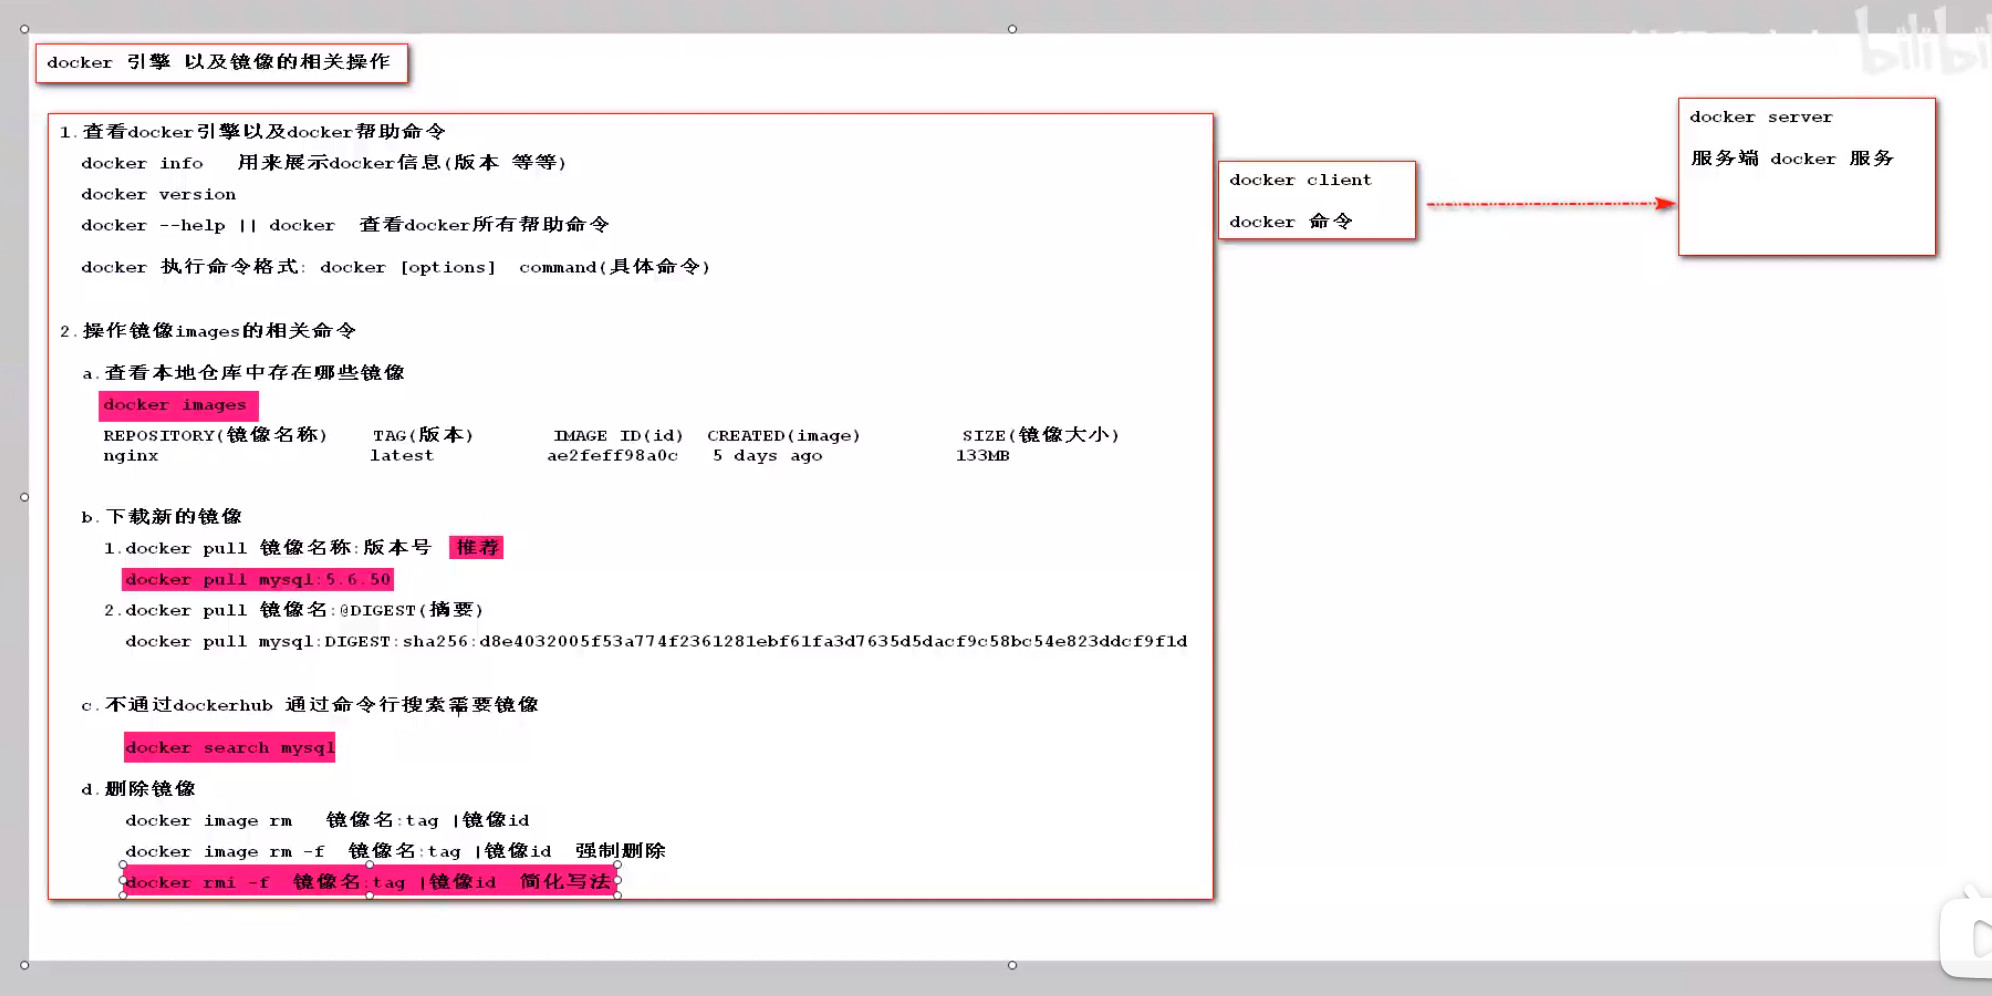 docker 引擎 以及镜像的相关操作
1.查看docker引擎以及docker帮助命令
docker info 用来展示docker信息(版本 等等)
docker version
docker --help || docker 查看docker所有帮助命令
docker 执行命令格式: docker [options] command(具体命令)
2.操作镜像images的相关命令
a.查看本地仓库中存在哪些镜像
docker images
REPOSITORY(镜像名称) TAG(版本) IMAGE ID(id) CREATED(image) SIZE(镜像大小)
nginx latest ae2feff98a0c 5 days ago 133MB
b.下载新的镜像
1.docker pull 镜像名称:版本号 推荐
docker pull mysql:5.6.50
2.docker pull 镜像名:@DIGEST(摘要)
docker pull mysql:DIGEST:sha256:d8e4032005f53a774f2361281ebf61fa3d7635d5dacf9c58bc54e823ddcf9f1d
c.不通过dockerhub 通过命令行搜索需要镜像
docker search mysql
d.删除镜像
docker image rm 镜像名:tag |镜像id
docker image rm -f 镜像名:tag |镜像id 强制删除
docker rmi -f 镜像名:tag |镜像id 简化写法
docker client
docker 命令
docker server
服务端 docker 服务
bilibili